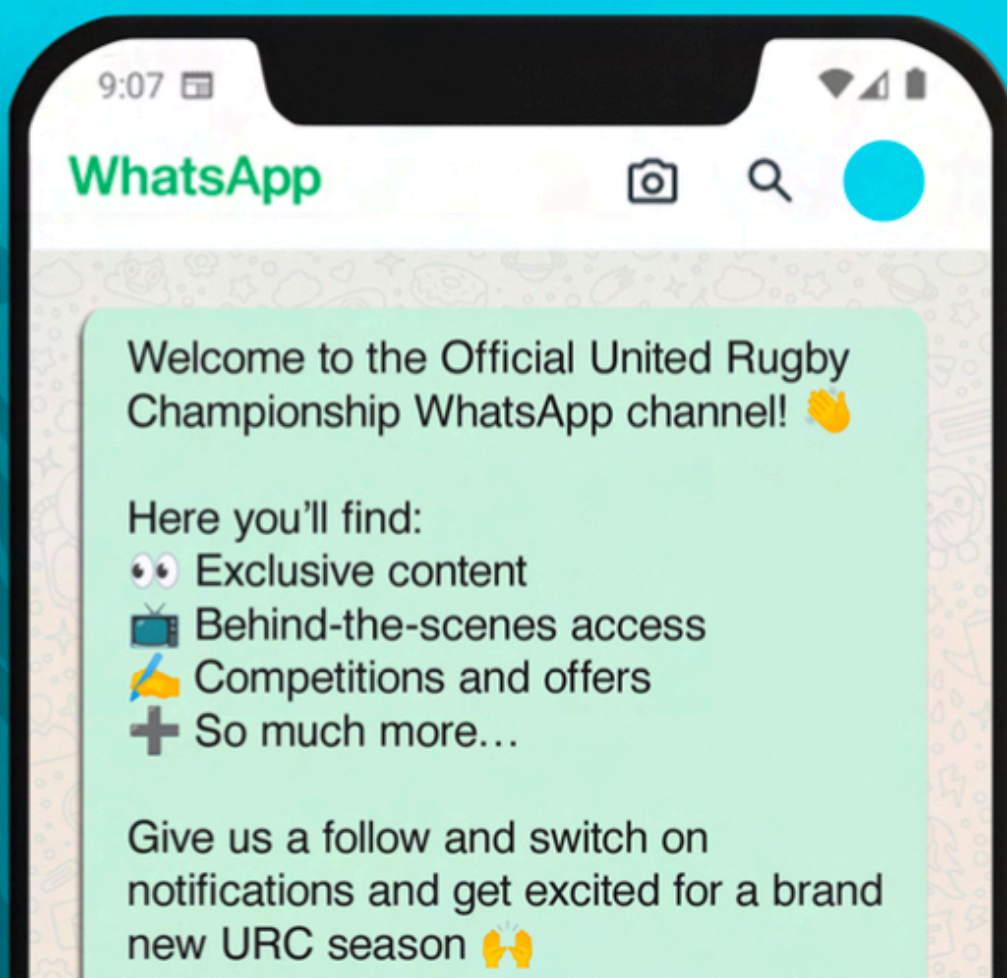 9:07
WhatsApp
Welcome to the Official United Rugby
Championship WhatsApp channel! 👋
Here you’ll find:
👀 Exclusive content
📺 Behind-the-scenes access
✍️ Competitions and offers
➕ So much more…
Give us a follow and switch on
notifications and get excited for a brand
new URC season 🙌